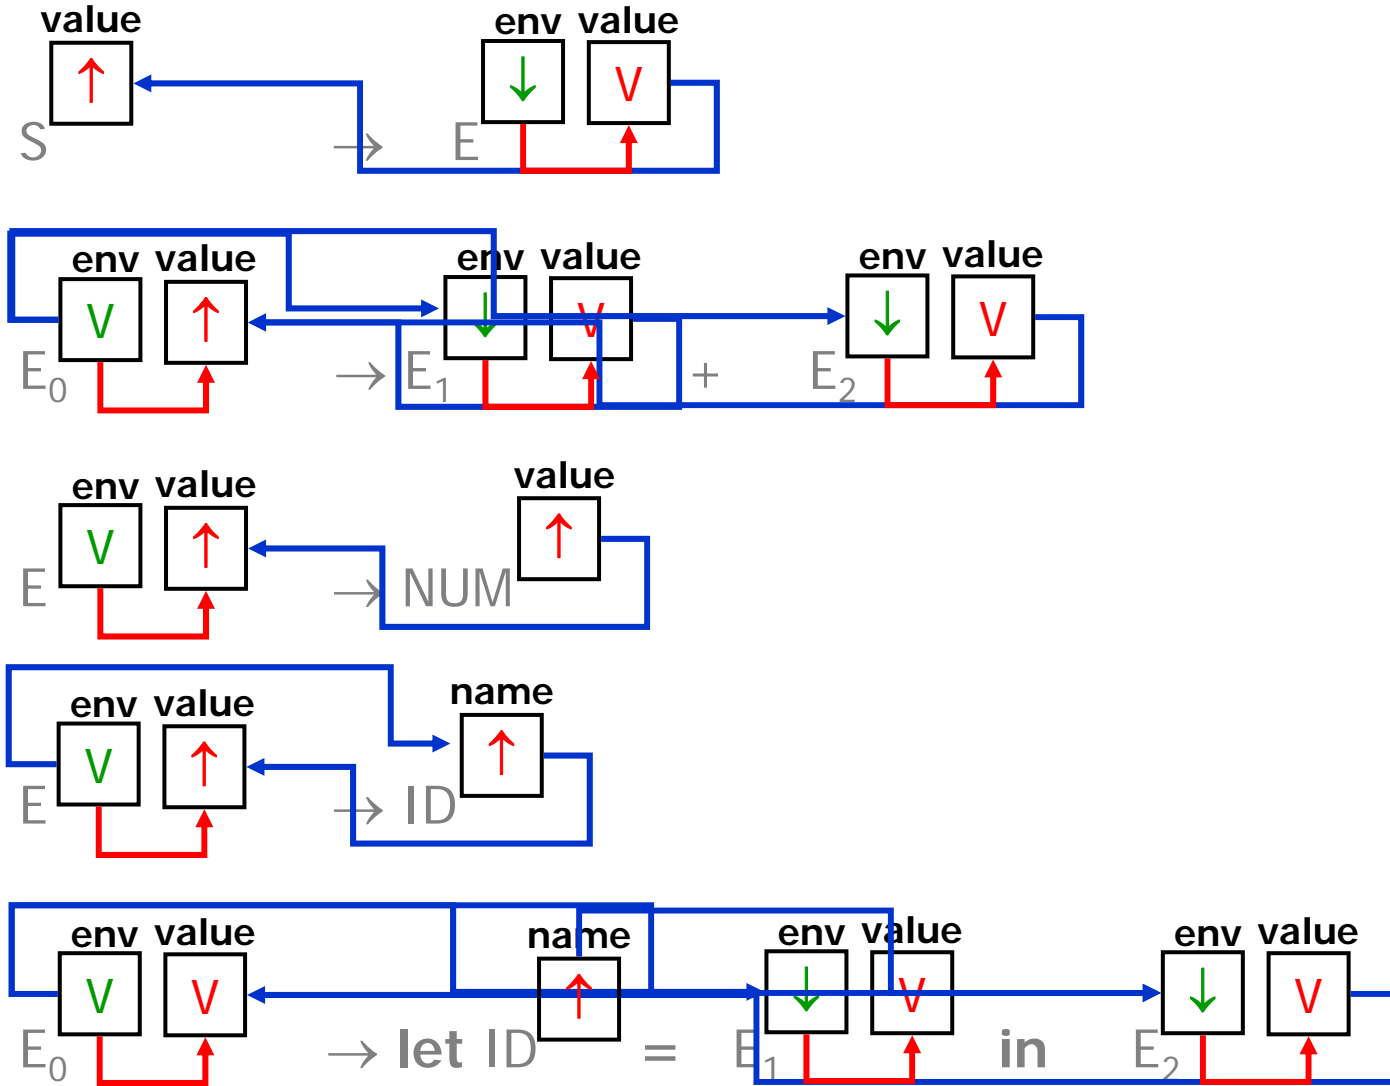 value env value
↑ ↓ V
S → E
env value env value env value
V ↑ ↓ V ↓ V
E₀ → E₁ + E₂
env value value
V ↑ ↑
E → NUM
env value name
V ↑ ↑
E → ID
env value name env value env value
V V ↑ ↓ V ↓ V
E₀ → let ID = E₁ in E₂